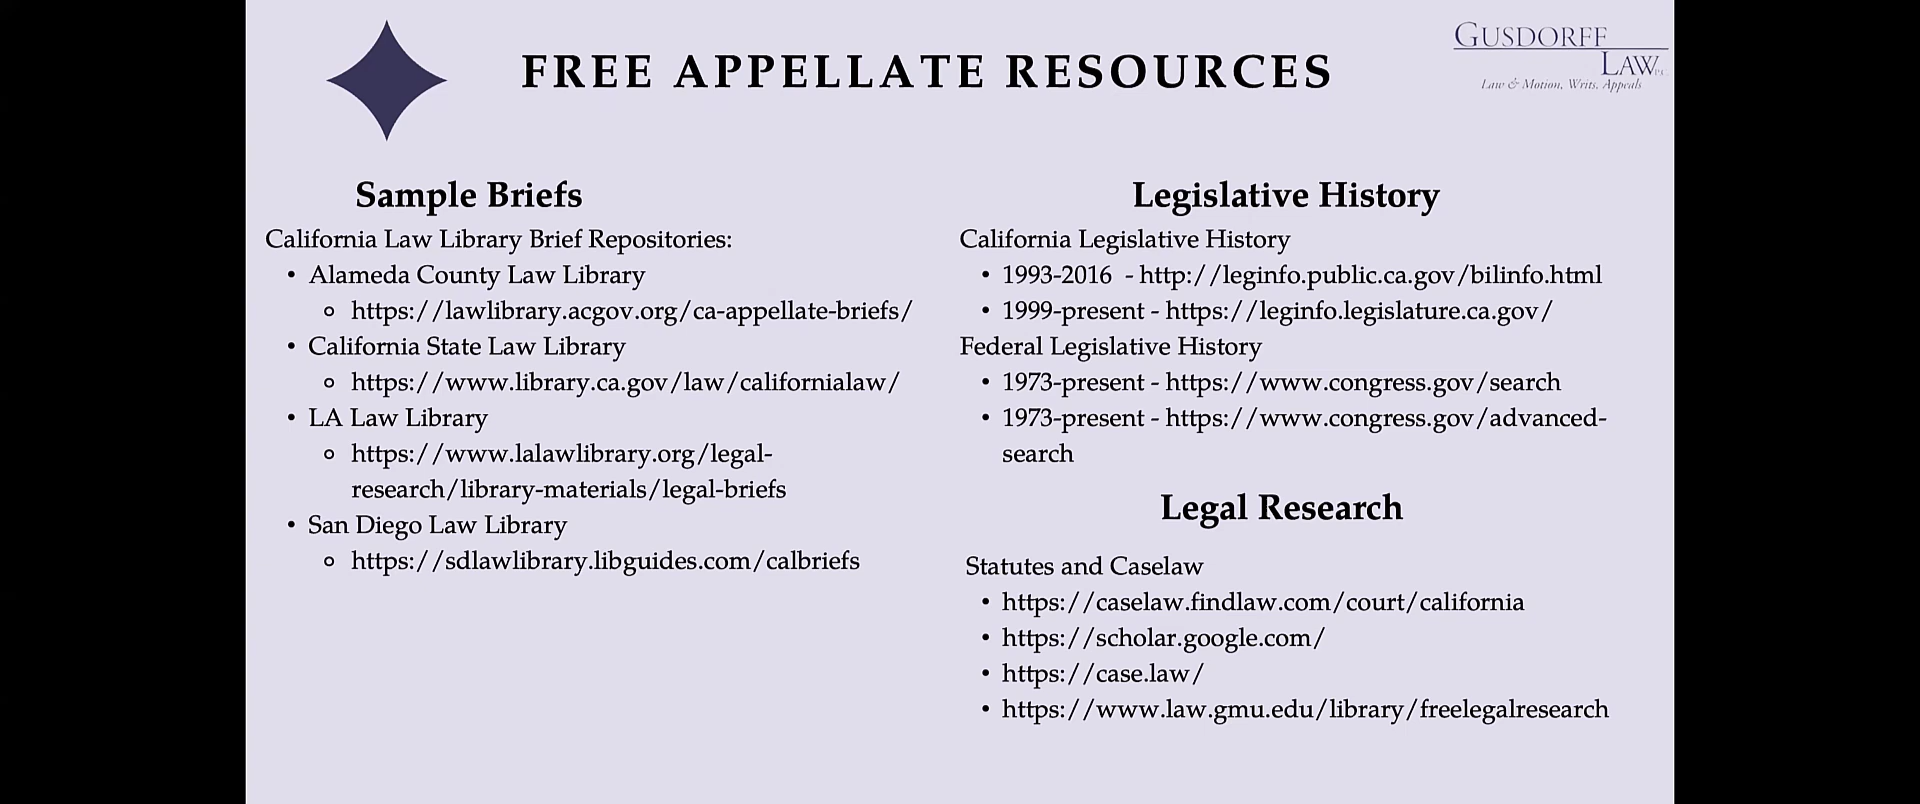 FREE APPELLATE RESOURCES
GUSDORFF
LAW P.C.
Law & Motion, Writs, Appeals
Sample Briefs
California Law Library Brief Repositories:
• Alameda County Law Library
https://lawlibrary.acgov.org/ca-appellate-briefs/
• California State Law Library
https://www.library.ca.gov/law/californialaw/
• LA Law Library
https://www.lalawlibrary.org/legal-
research/library-materials/legal-briefs
• San Diego Law Library
https://sdlawlibrary.libguides.com/calbriefs
Legislative History
California Legislative History
• 1993-2016 - http://leginfo.public.ca.gov/bilinfo.html
• 1999-present - https://leginfo.legislature.ca.gov/
Federal Legislative History
• 1973-present - https://www.congress.gov/search
• 1973-present - https://www.congress.gov/advanced-
search
Legal Research
Statutes and Caselaw
• https://caselaw.findlaw.com/court/california
• https://scholar.google.com/
• https://case.law/
• https://www.law.gmu.edu/library/freelegalresearch